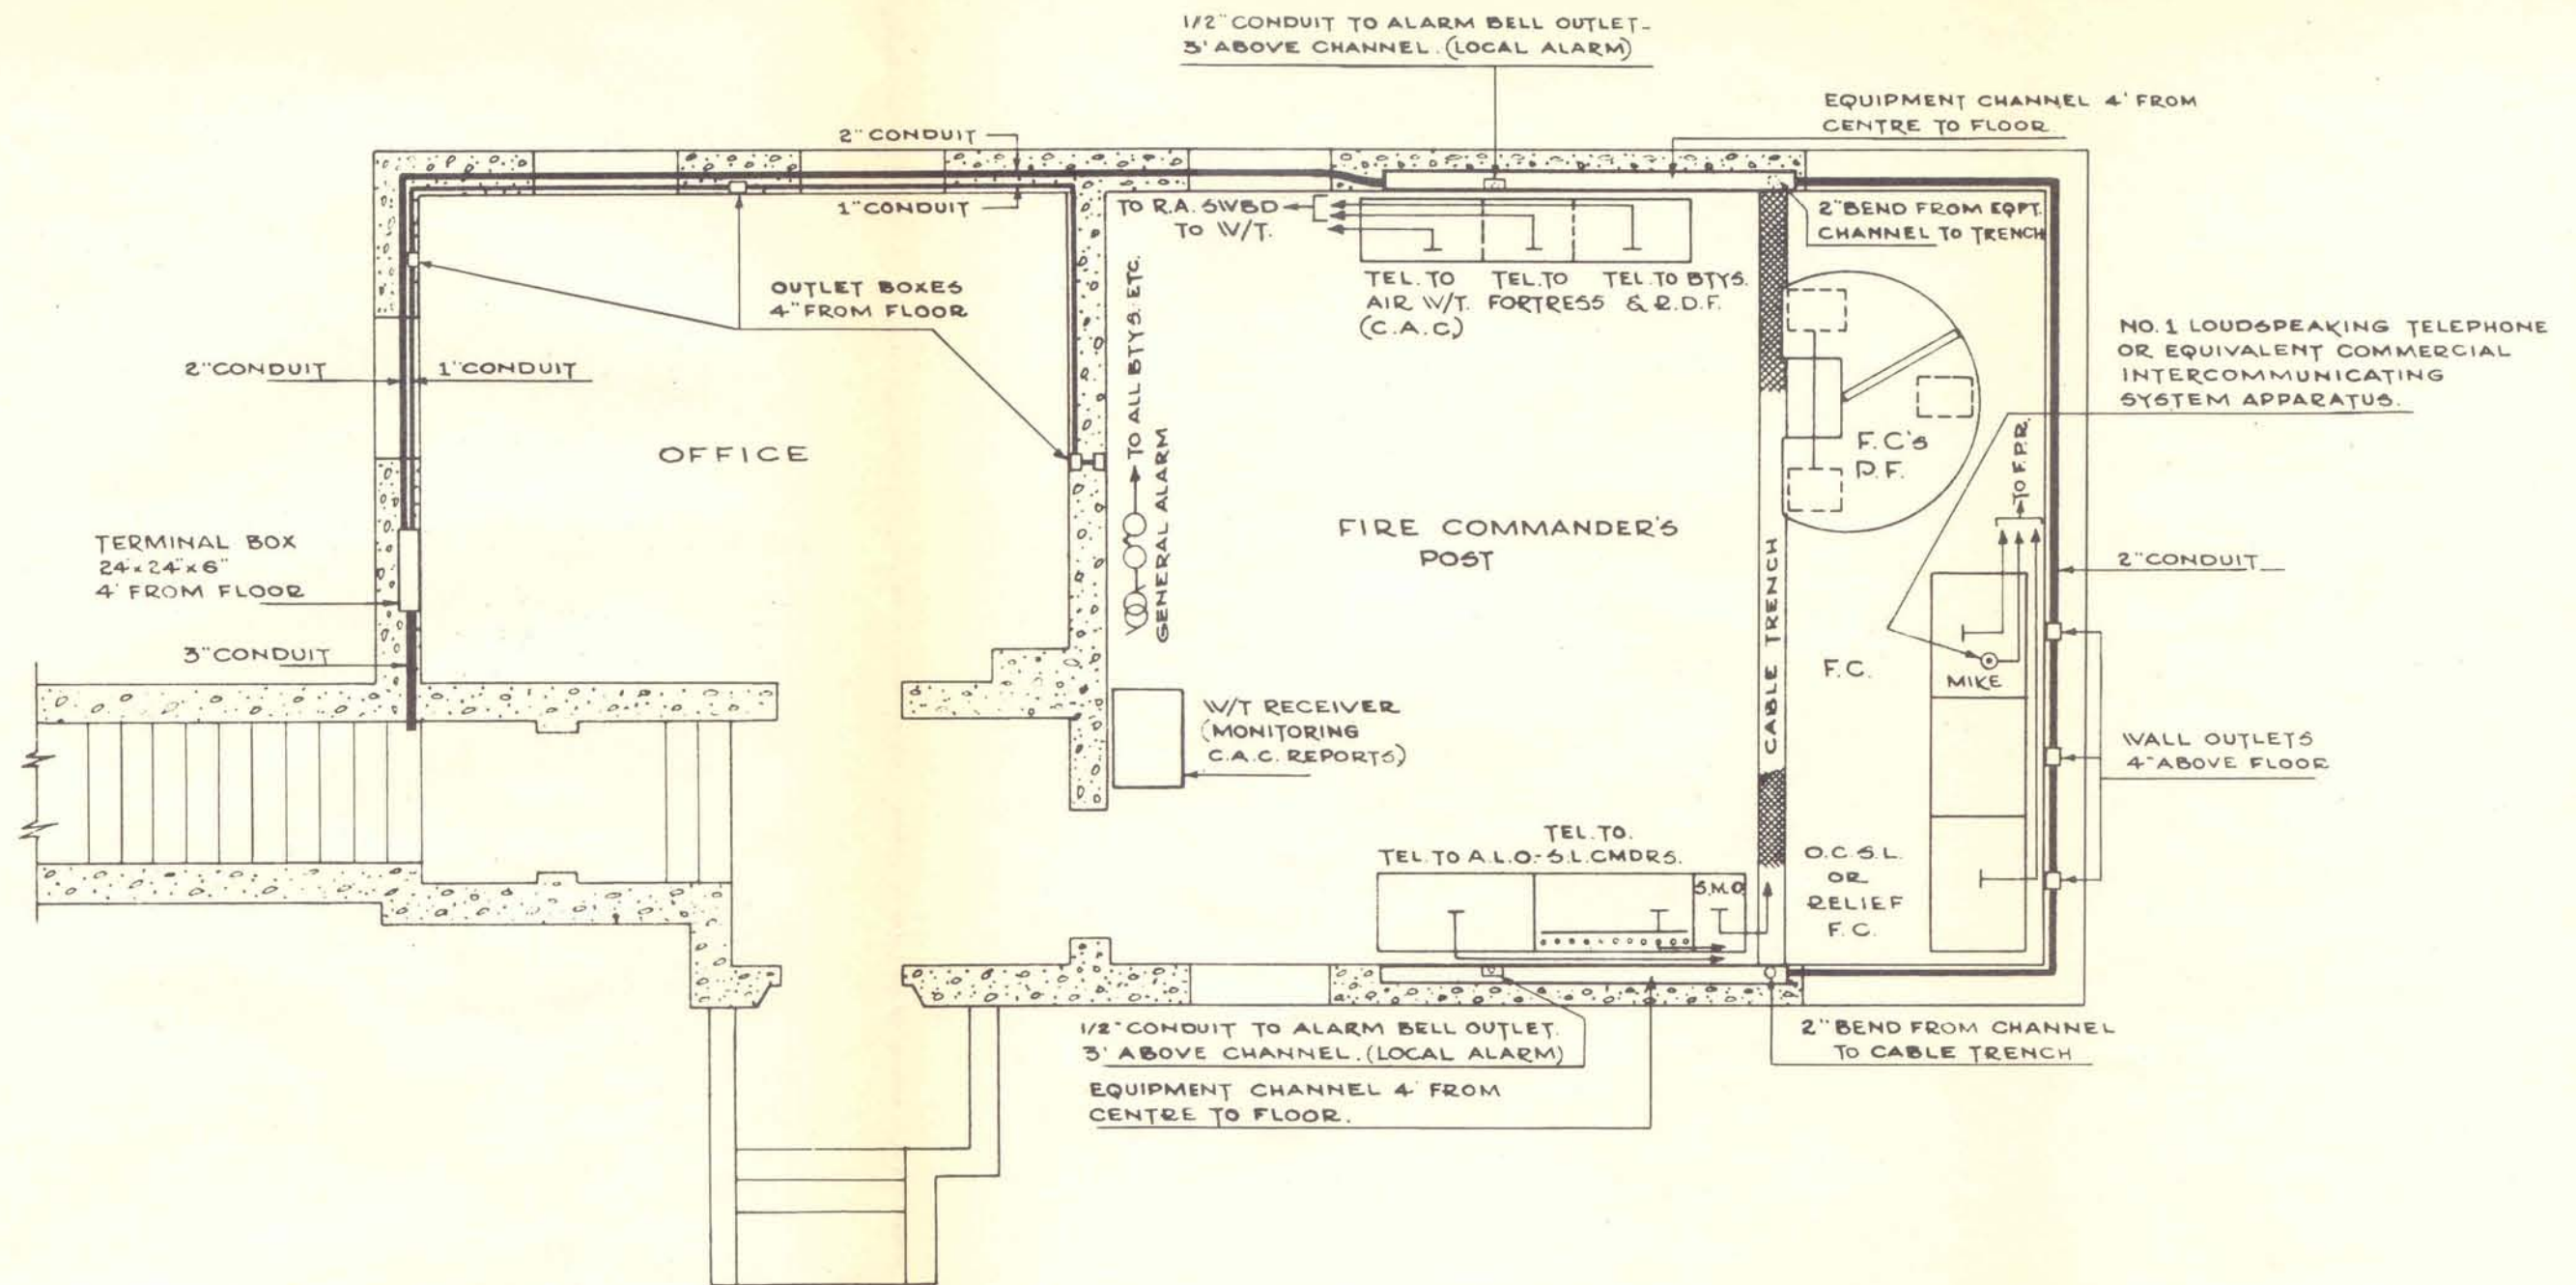 1/2" CONDUIT TO ALARM BELL OUTLET-
3' ABOVE CHANNEL. (LOCAL ALARM)
EQUIPMENT CHANNEL 4' FROM
CENTRE TO FLOOR.
2" CONDUIT
1" CONDUIT
TO R.A. SWBD
TO W/T.
2" BEND FROM EQPT.
CHANNEL TO TRENCH
OUTLET BOXES
4" FROM FLOOR
TEL. TO
AIR W/T.
(C.A.C)
TEL. TO
FORTRESS
TEL. TO BTYS.
& R.D.F.
NO. 1 LOUDSPEAKING TELEPHONE
OR EQUIVALENT COMMERCIAL
INTERCOMMUNICATING
SYSTEM APPARATUS.
2" CONDUIT
1" CONDUIT
OFFICE
TO ALL BTYS. ETC.
GENERAL ALARM
F.C's
D.F.
TO F.P.R.
FIRE COMMANDER'S
POST
CABLE TRENCH
TERMINAL BOX
24"x24"x6"
4' FROM FLOOR
2" CONDUIT
3" CONDUIT
F.C.
MIKE
W/T RECEIVER
(MONITORING
C.A.C. REPORTS)
WALL OUTLETS
4" ABOVE FLOOR
TEL. TO A.L.O.-
TEL. TO.
S.L. CMDRS.
S.M.O
O.C.S.L.
OR
RELIEF
F.C.
1/2" CONDUIT TO ALARM BELL OUTLET.
3' ABOVE CHANNEL. (LOCAL ALARM)
2" BEND FROM CHANNEL
TO CABLE TRENCH
EQUIPMENT CHANNEL 4' FROM
CENTRE TO FLOOR.